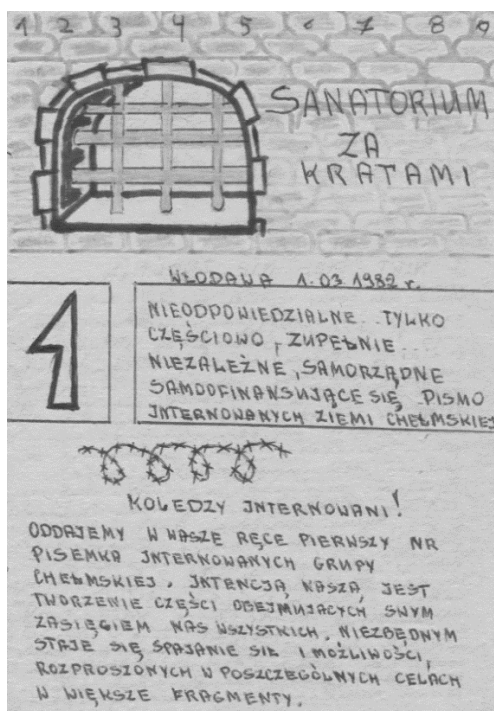 1 2 3 4 5 6 7 8 9
SANATORIUM
ZA
KRATAMI
WŁODAWA 1.03.1982 r.
1
NIEODPOWIEDZIALNE.. TYLKO
CZĘŚCIOWO, ZUPEŁNIE...
NIEZALEŻNE, SAMORZĄDNE
SAMOOFINANSUJĄCE SIĘ PISMO
INTERNOWANYCH ZIEMI CHEŁMSKIEJ
KOLEDZY INTERNOWANI!
ODDAJEMY W WASZE RĘCE PIERWSZY NR
PISEMKA INTERNOWANYCH GRUPY
CHEŁMSKIEJ. INTENCJĄ NASZĄ JEST
TWORZENIE CZĘŚCI OBEJMUJĄCYCH SWYM
ZASIĘGIEM NAS WSZYSTKICH. NIEZBĘDNYM
STAJE SIĘ SPAJANIE SIŁ I MOŻLIWOŚCI,
ROZPROSZONYCH W POSZCZEGÓLNYCH CELACH
W WIĘKSZE FRAGMENTY.